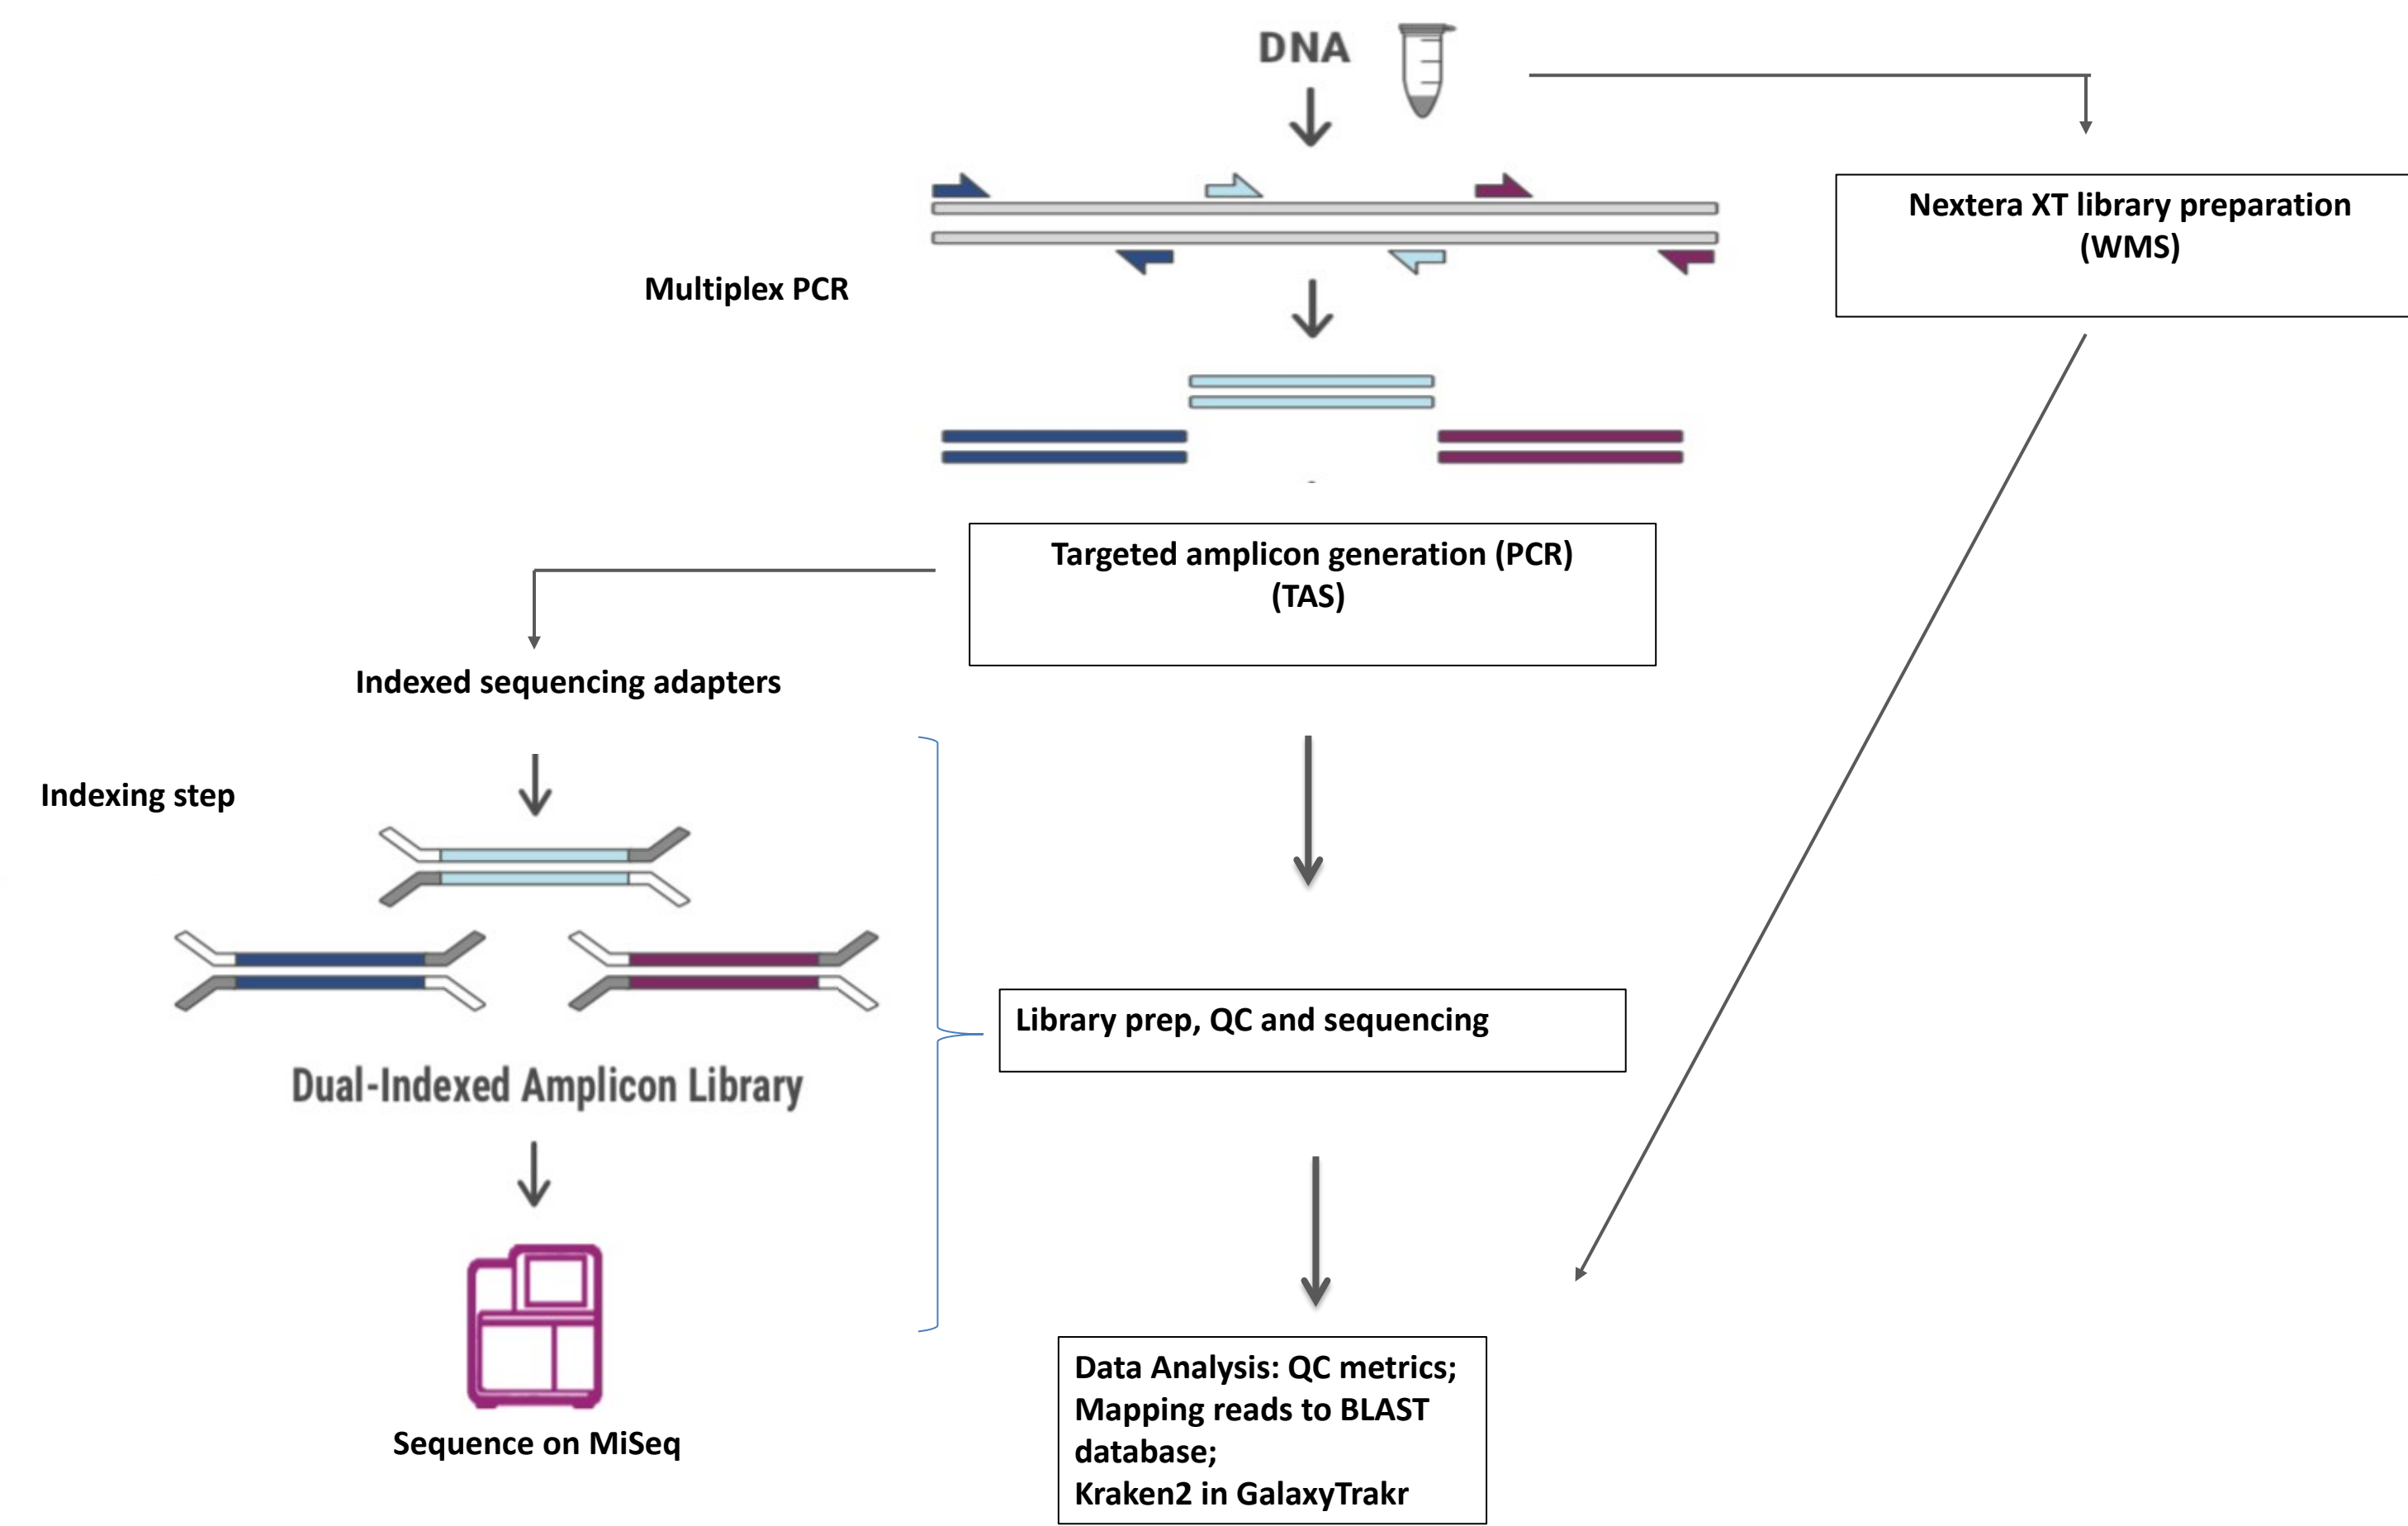 DNA
Nextera XT library preparation
(WMS)
Multiplex PCR
Targeted amplicon generation (PCR)
(TAS)
Indexed sequencing adapters
Indexing step
Library prep, QC and sequencing
Dual-Indexed Amplicon Library
Data Analysis: QC metrics;
Mapping reads to BLAST
database;
Kraken2 in GalaxyTrakr
Sequence on MiSeq